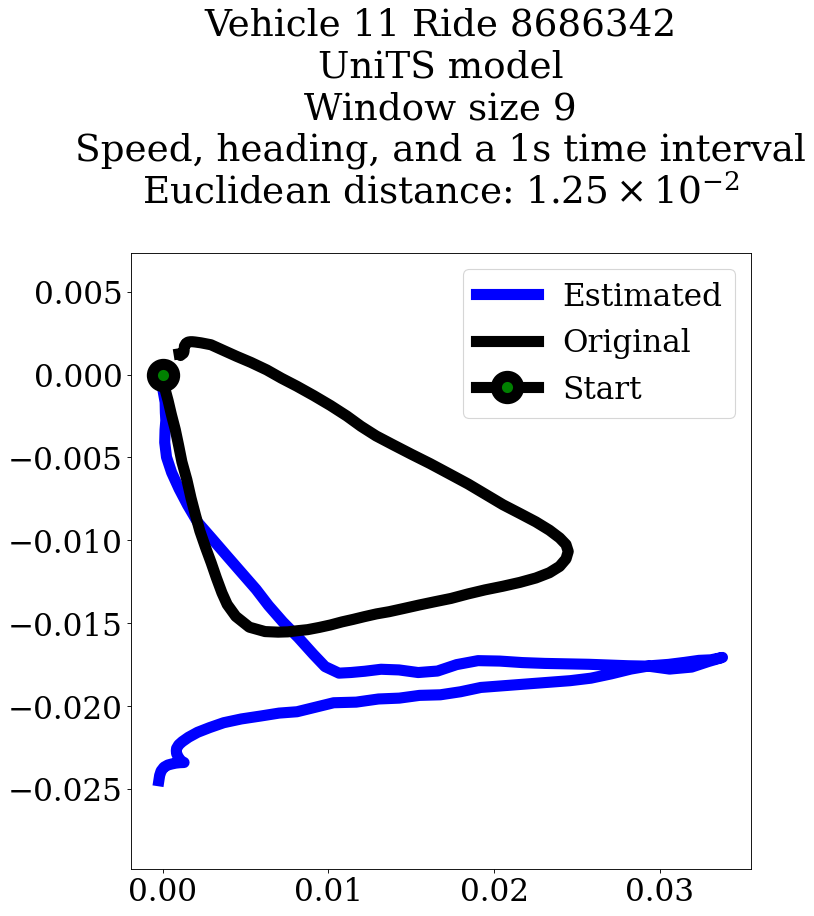 Vehicle 11 Ride 8686342
UniTS model
Window size 9
Speed, heading, and a 1s time interval
Euclidean distance: 1.25 × 10⁻²
Estimated
Original
Start
0.005
0.000
−0.005
−0.010
−0.015
−0.020
−0.025
0.00 0.01 0.02 0.03